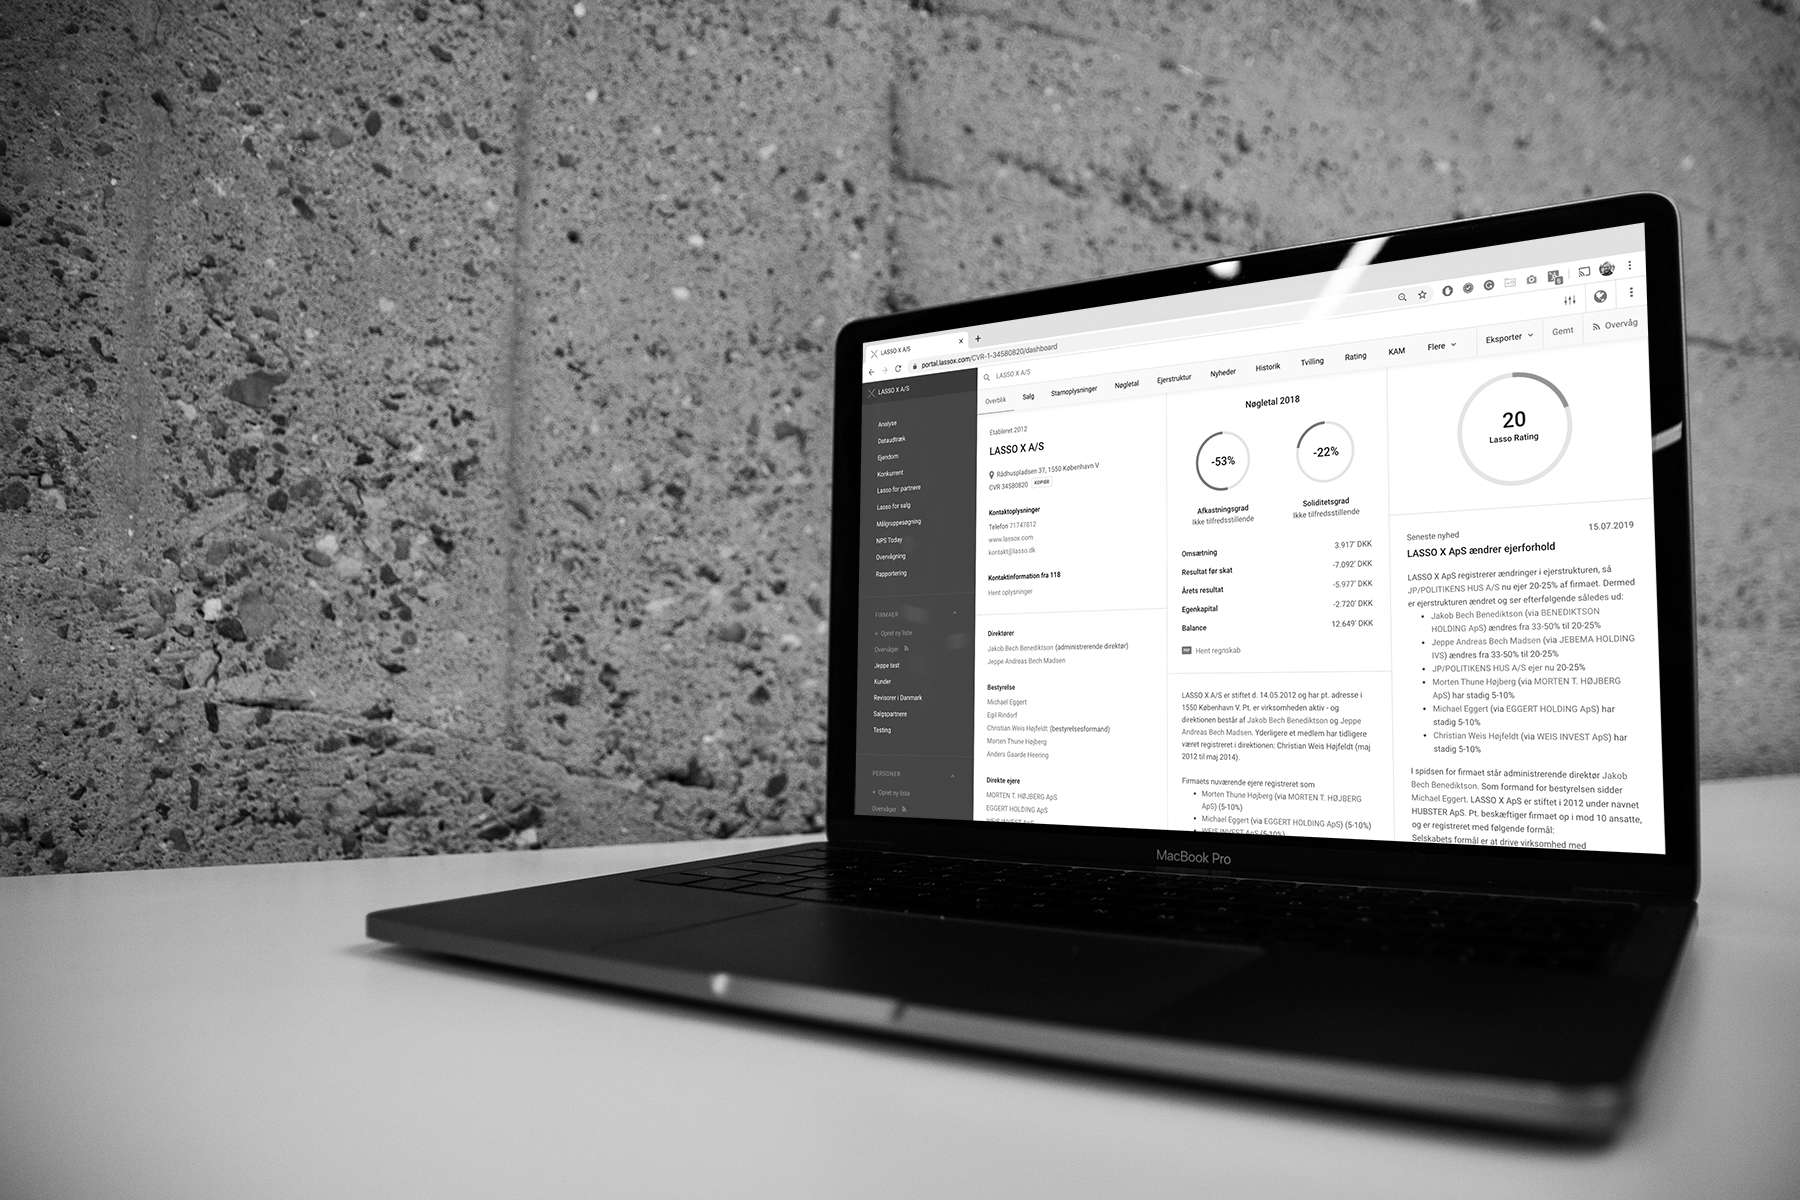 LASSO X A/S
portal.lassox.com/CVR-1-34580820/dashboard
LASSO X A/S
LASSO X A/S
Analyse
Dataudtræk
Ejendom
Konkurrent
Lasso for partnere
Lasso for salg
Målgruppesøgning
NPS Today
Overvågning
Rapportering
FIRMAER
+ Opret ny liste
Overvåger
Jeppe test
Kunder
Revisorer i Danmark
Salgspartnere
Testing
PERSONER
+ Opret ny liste
Overvåger
Overblik Salg Stamoplysninger Nøgletal Ejerstruktur Nyheder Historik Tvilling Rating KAM Flere Eksporter Gemt Overvåg
Etableret 2012
LASSO X A/S
Rådhuspladsen 37, 1550 København V
CVR 34580820 KOPIER
Kontaktoplysninger
Telefon 71747812
www.lassox.com
kontakt@lasso.dk
Kontaktinformation fra 118
Hent oplysninger
Direktører
Jakob Bech Benediktson (administrerende direktør)
Jeppe Andreas Bech Madsen
Bestyrelse
Michael Eggert
Egil Rindorf
Christian Weis Højfeldt (bestyrelsesformand)
Morten Thune Højberg
Anders Gaarde Heering
Direkte ejere
MORTEN T. HØJBERG ApS
EGGERT HOLDING ApS
WEIS INVEST ApS
Nøgletal 2018
-53%
Afkastningsgrad
Ikke tilfredsstillende
-22%
Soliditetsgrad
Ikke tilfredsstillende
Omsætning 3.917' DKK
Resultat før skat -7.092' DKK
Årets resultat -5.977' DKK
Egenkapital -2.720' DKK
Balance 12.649' DKK
PDF Hent regnskab
LASSO X A/S er stiftet d. 14.05.2012 og har pt. adresse i
1550 København V. Pt. er virksomheden aktiv - og
direktionen består af Jakob Bech Benediktson og Jeppe
Andreas Bech Madsen. Yderligere et medlem har tidligere
været registreret i direktionen: Christian Weis Højfeldt (maj
2012 til maj 2014).
Firmaets nuværende ejere registreret som
• Morten Thune Højberg (via MORTEN T. HØJBERG
ApS) (5-10%)
• Michael Eggert (via EGGERT HOLDING ApS) (5-10%)
• WEIS INVEST ApS (5-10%)
20
Lasso Rating
Seneste nyhed 15.07.2019
LASSO X ApS ændrer ejerforhold
LASSO X ApS registrerer ændringer i ejerstrukturen, så
JP/POLITIKENS HUS A/S nu ejer 20-25% af firmaet. Dermed
er ejerstrukturen ændret og ser efterfølgende således ud:
• Jakob Bech Benediktson (via BENEDIKTSON
HOLDING ApS) ændres fra 33-50% til 20-25%
• Jeppe Andreas Bech Madsen (via JEBEMA HOLDING
IVS) ændres fra 33-50% til 20-25%
• JP/POLITIKENS HUS A/S ejer nu 20-25%
• Morten Thune Højberg (via MORTEN T. HØJBERG
ApS) har stadig 5-10%
• Michael Eggert (via EGGERT HOLDING ApS) har
stadig 5-10%
• Christian Weis Højfeldt (via WEIS INVEST ApS) har
stadig 5-10%
I spidsen for firmaet står administrerende direktør Jakob
Bech Benediktson. Som formand for bestyrelsen sidder
Michael Eggert. LASSO X ApS er stiftet i 2012 under navnet
HUBSTER ApS. Pt. beskæftiger firmaet op i mod 10 ansatte,
og er registreret med følgende formål:
Selskabets formål er at drive virksomhed med
MacBook Pro